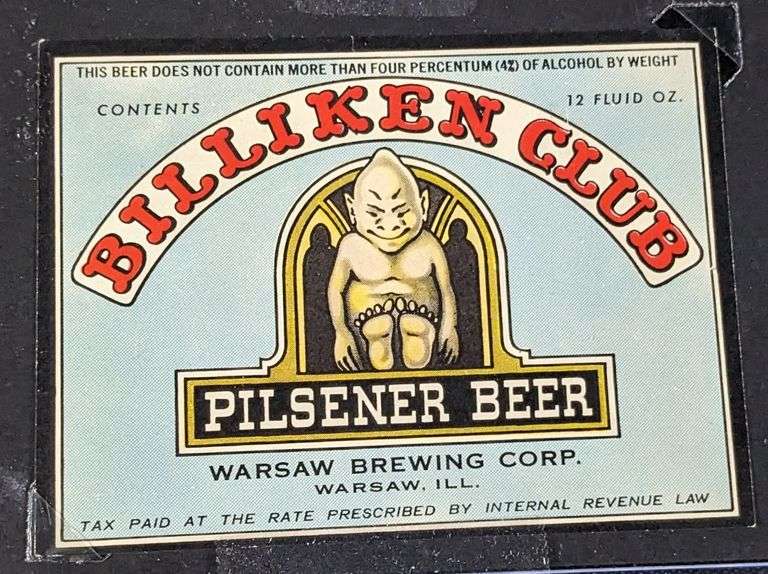 THIS BEER DOES NOT CONTAIN MORE THAN FOUR PERCENTUM (4%) OF ALCOHOL BY WEIGHT
CONTENTS 12 FLUID OZ.
BILLIKEN CLUB
PILSENER BEER
WARSAW BREWING CORP.
WARSAW, ILL.
TAX PAID AT THE RATE PRESCRIBED BY INTERNAL REVENUE LAW